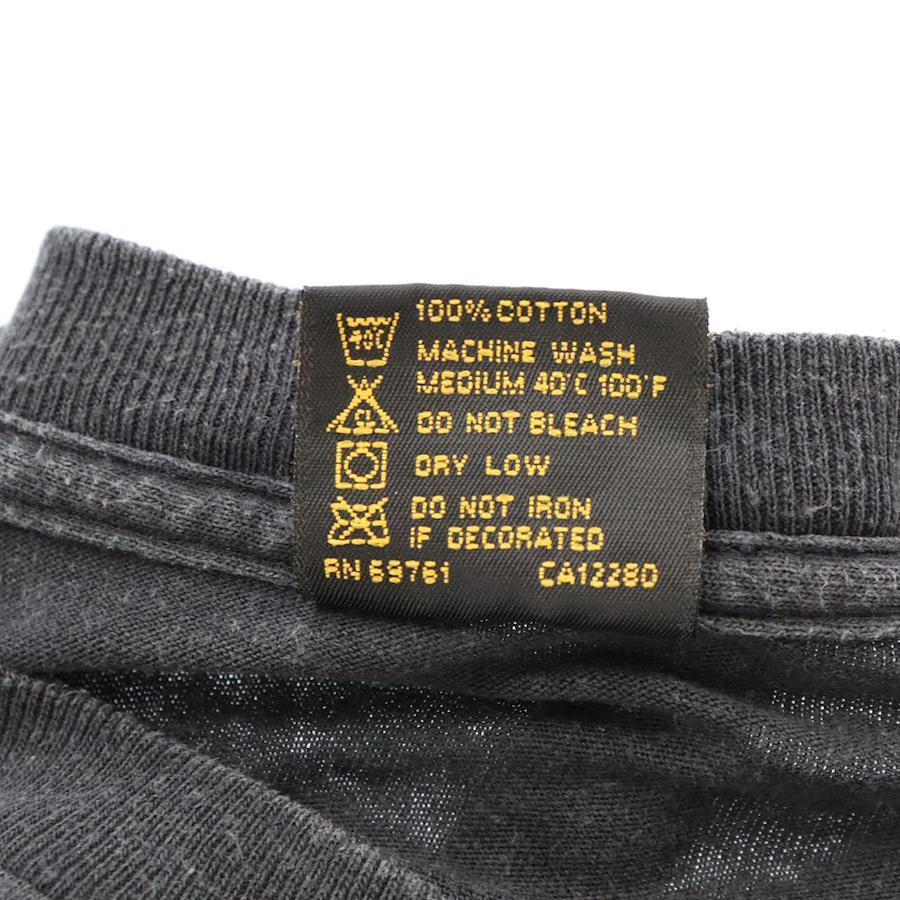 100% COTTON
40C
MACHINE WASH
MEDIUM 40°C 100°F
DO NOT BLEACH
DRY LOW
DO NOT IRON
IF DECORATED
RN 69761 CA12280